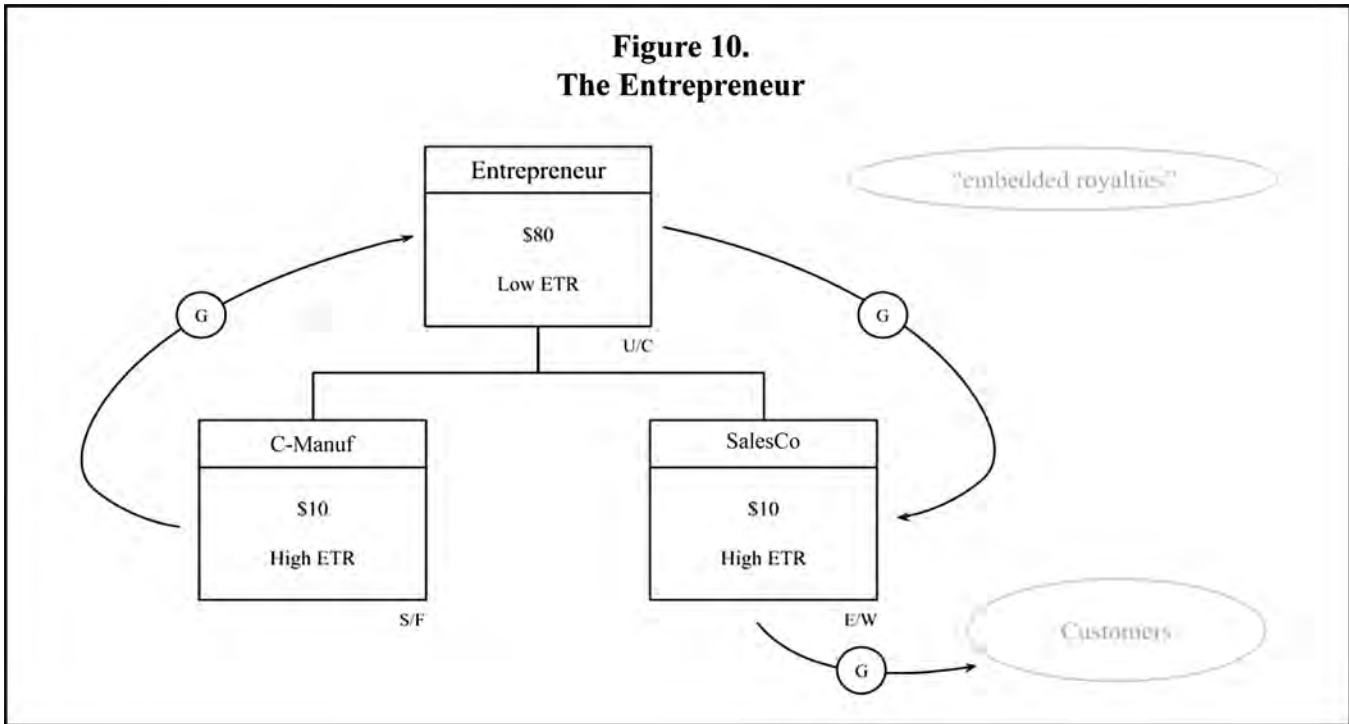 Figure 10.
The Entrepreneur
Entrepreneur
"embedded royalties"
$80
Low ETR
G
G
U/C
C-Manuf
SalesCo
$10
$10
High ETR
High ETR
S/F
E/W
Customers
G